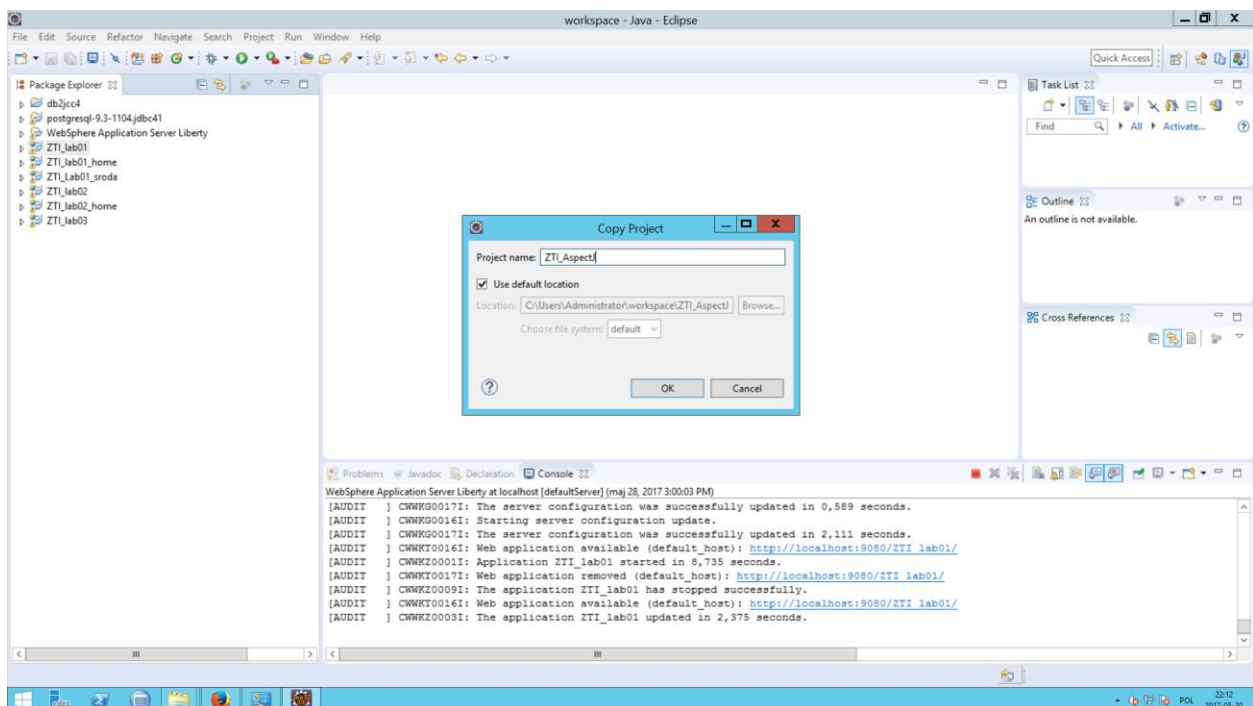 workspace - Java - Eclipse
File Edit Source Refactor Navigate Search Project Run Window Help
Quick Access
Package Explorer
db2jcc4
postgresql-9.3-1104.jdbc41
WebSphere Application Server Liberty
ZTI_lab01
ZTI_lab01_home
ZTI_Lab01_sroda
ZTI_lab02
ZTI_lab02_home
ZTI_lab03
Copy Project
Project name: ZTI_AspectJ
Use default location
Location: C:\Users\Administrator\workspace\ZTI_AspectJ Browse...
Choose file system: default
OK Cancel
Task List
Find All Activate...
Outline
An outline is not available.
Cross References
Problems Javadoc Declaration Console
WebSphere Application Server Liberty at localhost [defaultServer] (maj 28, 2017 3:00:03 PM)
[AUDIT ] CWWKG0017I: The server configuration was successfully updated in 0,589 seconds.
[AUDIT ] CWWKG0016I: Starting server configuration update.
[AUDIT ] CWWKG0017I: The server configuration was successfully updated in 2,111 seconds.
[AUDIT ] CWWKT0016I: Web application available (default_host): http://localhost:9080/ZTI_lab01/
[AUDIT ] CWWKZ0001I: Application ZTI_lab01 started in 8,735 seconds.
[AUDIT ] CWWKT0017I: Web application removed (default_host): http://localhost:9080/ZTI_lab01/
[AUDIT ] CWWKZ0009I: The application ZTI_lab01 has stopped successfully.
[AUDIT ] CWWKT0016I: Web application available (default_host): http://localhost:9080/ZTI_lab01/
[AUDIT ] CWWKZ0003I: The application ZTI_lab01 updated in 2,375 seconds.
POL 22:12
2017-05-30